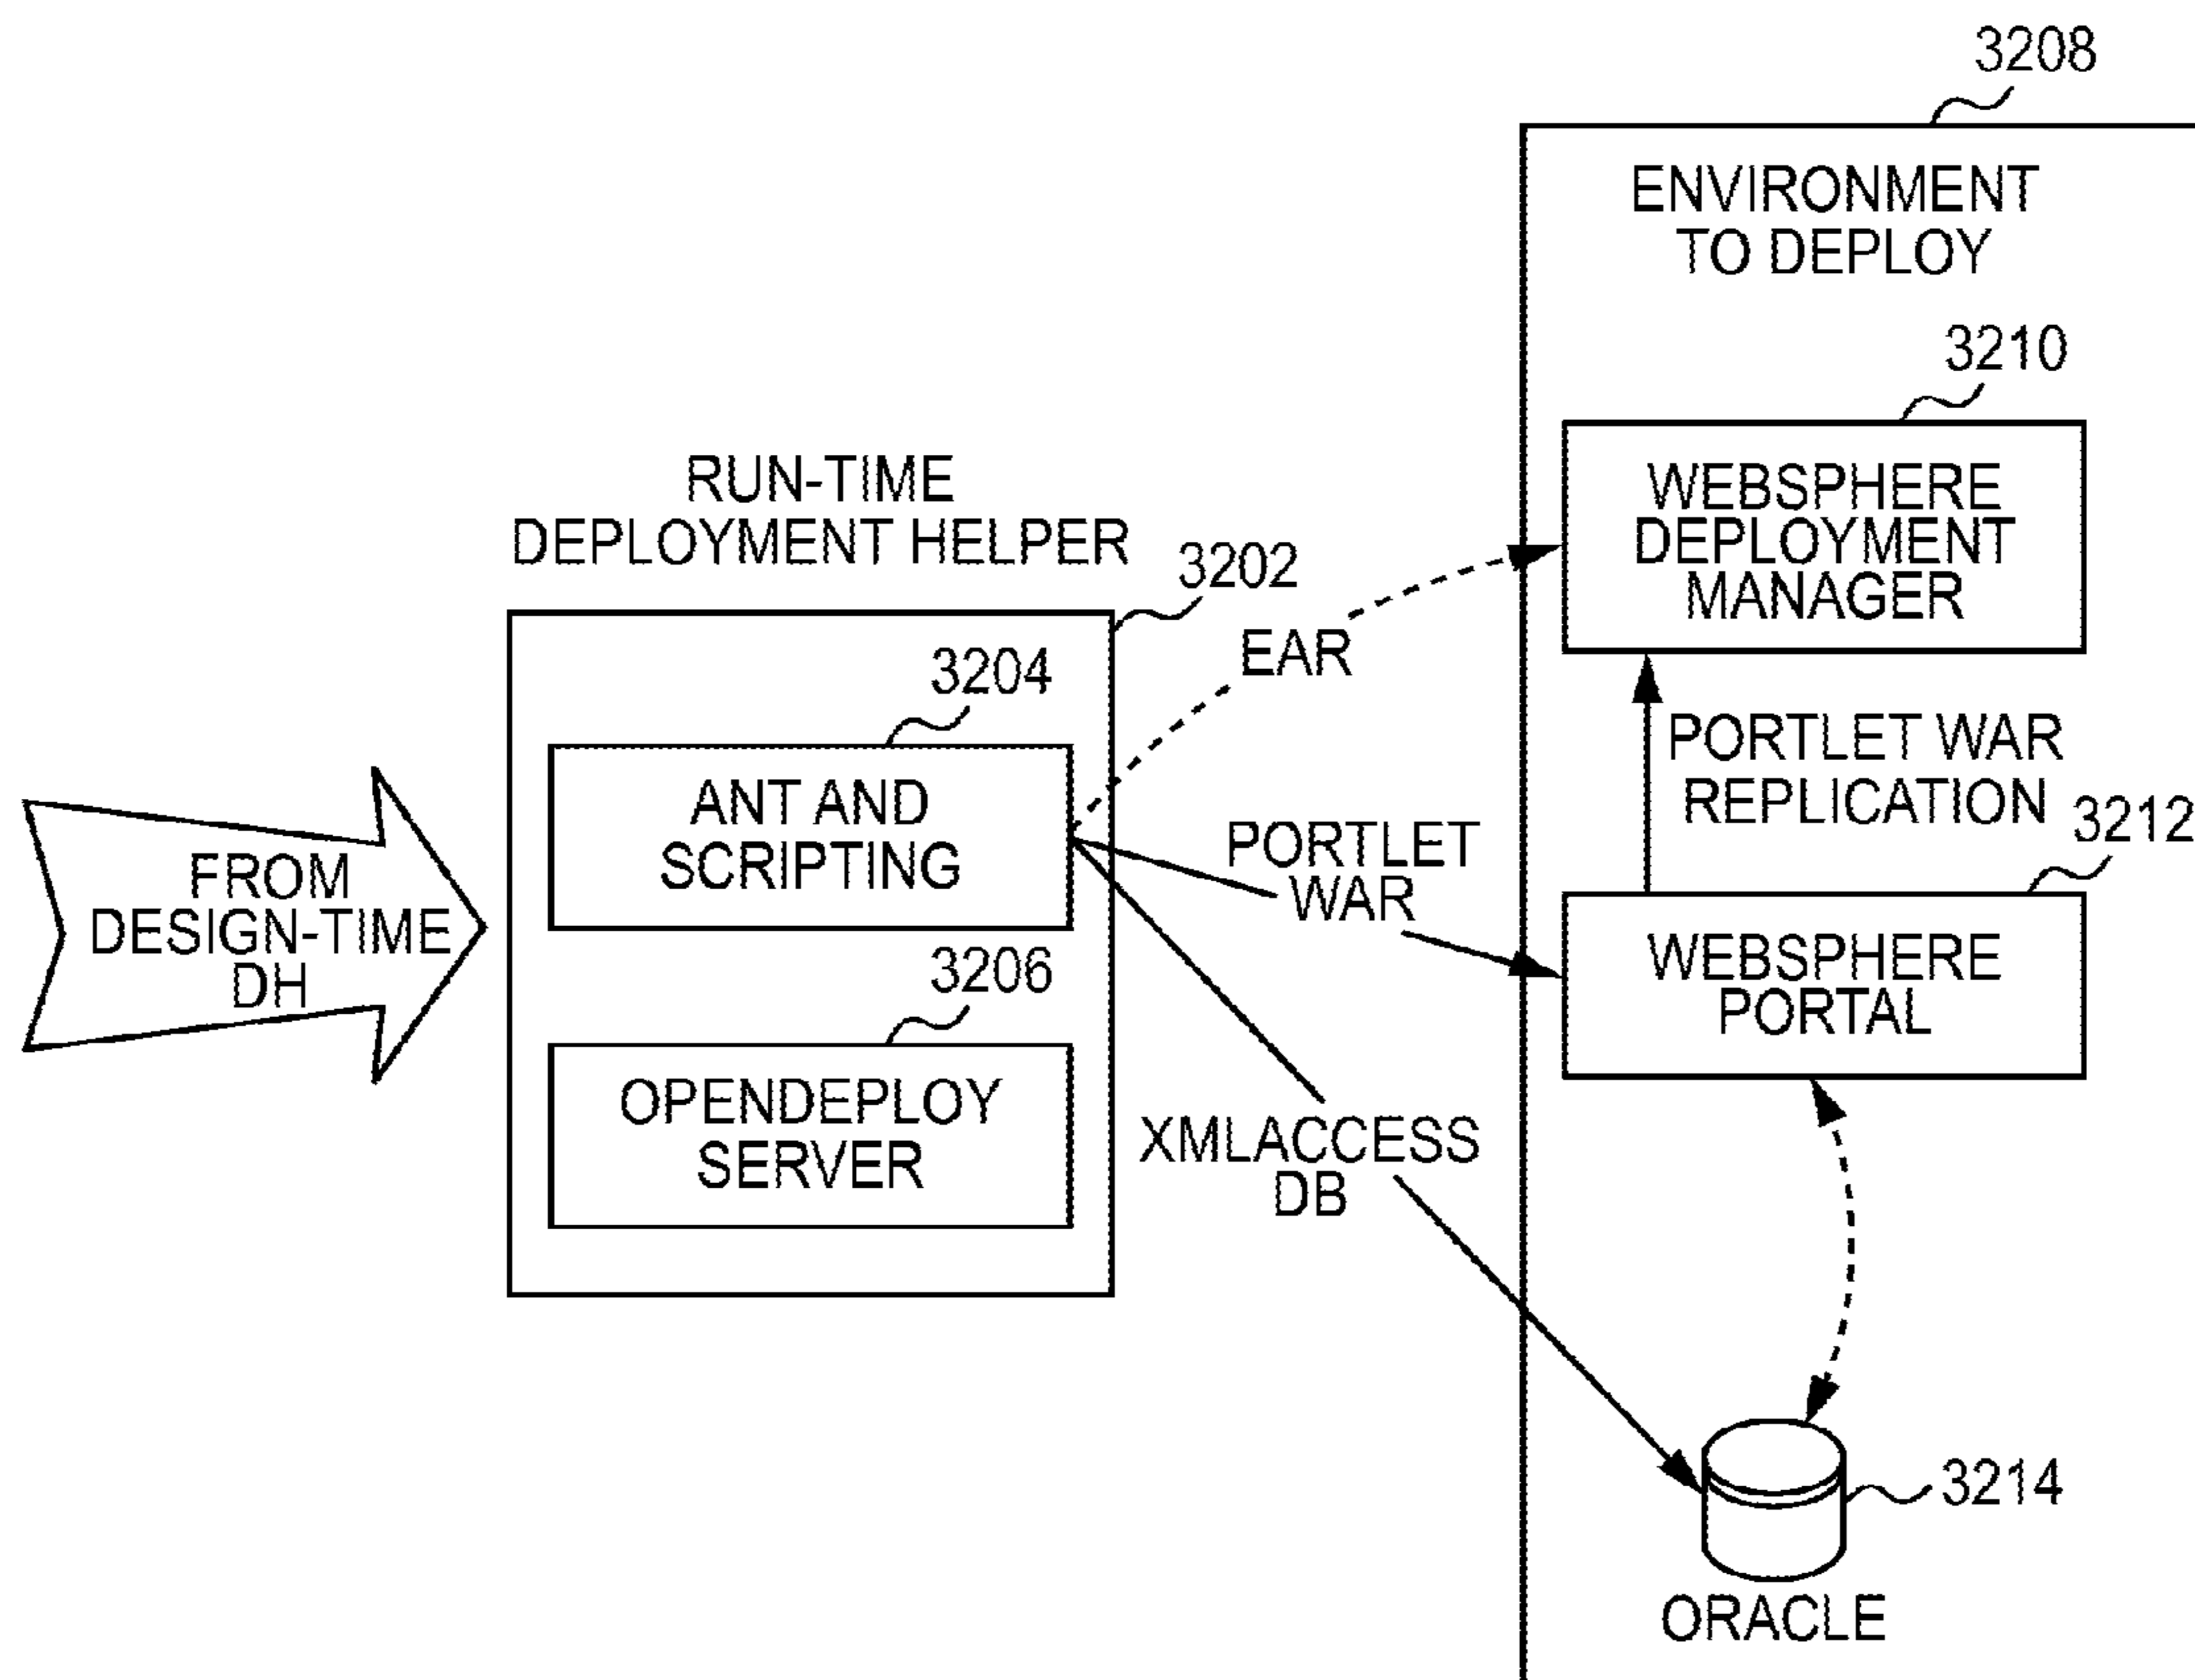 3208
ENVIRONMENT
TO DEPLOY
3210
WEBSPHERE
DEPLOYMENT
MANAGER
RUN-TIME
DEPLOYMENT HELPER
3202
EAR
3204
ANT AND
SCRIPTING
PORTLET WAR
REPLICATION
3212
PORTLET
WAR
FROM
DESIGN-TIME
DH
3206
WEBSPHERE
PORTAL
OPENDEPLOY
SERVER
XMLACCESS
DB
3214
ORACLE